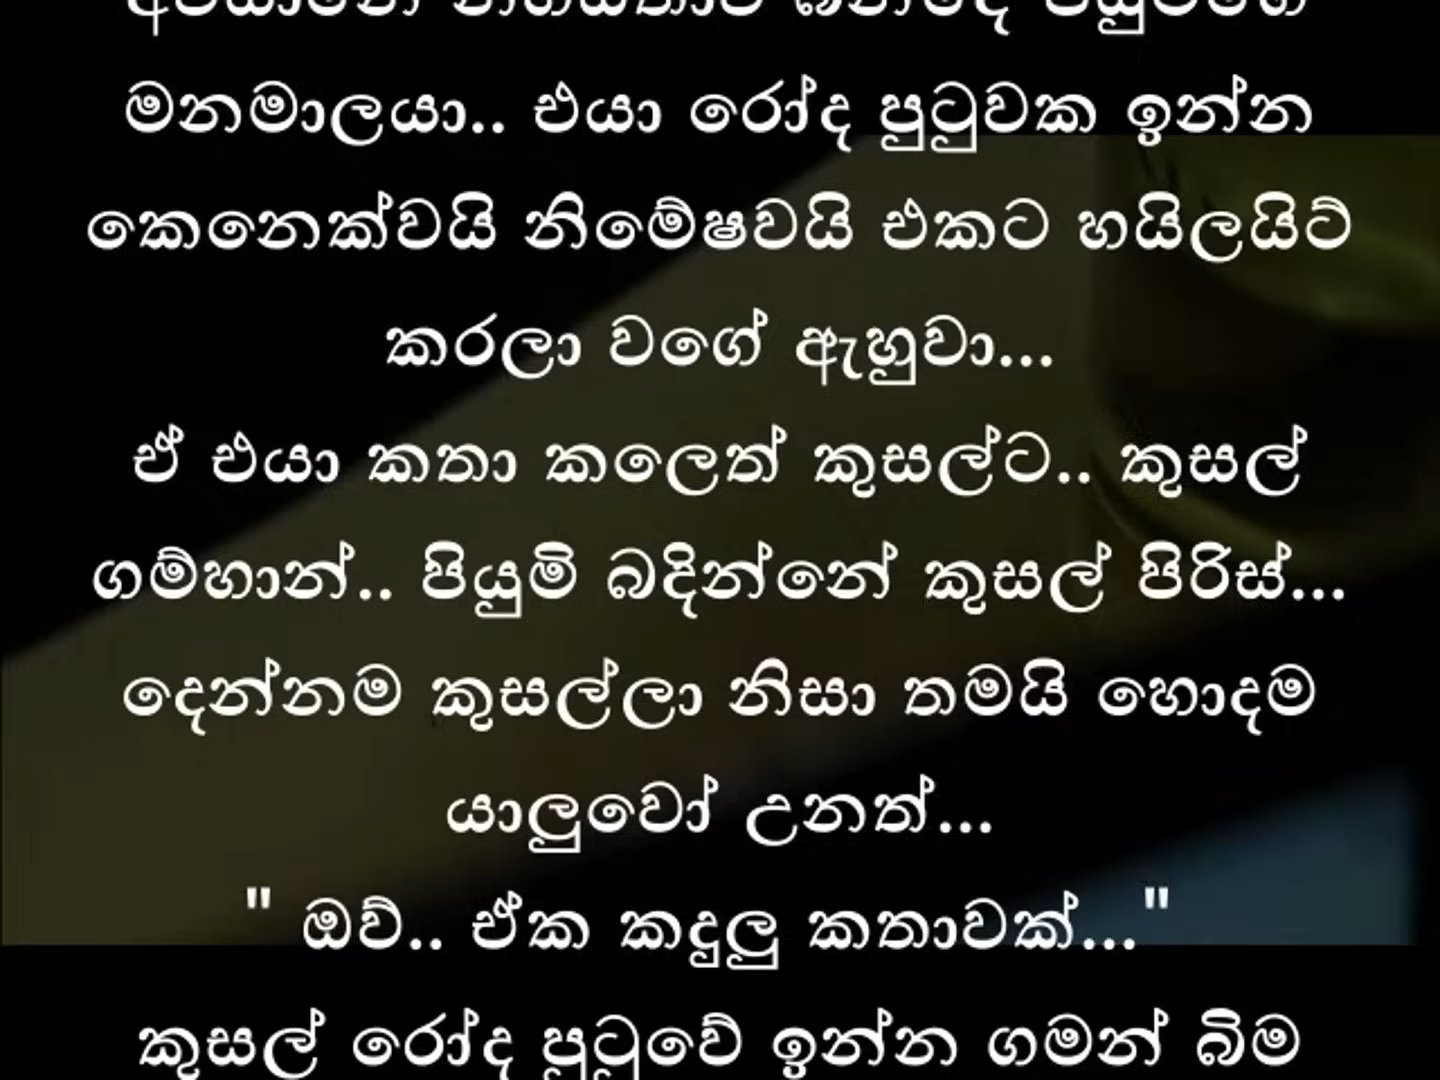 මනමාලයා.. එයා රෝද පුටුවක ඉන්න
කෙනෙක්වයි නිමේෂවයි එකට හයිලයිට්
කරලා වගේ ඇහුවා...
ඒ එයා කතා කලෙත් කුසල්ට.. කුසල්
ගම්හාන්.. පියුමි බදින්නේ කුසල් පිරිස්...
දෙන්නම කුසල්ලා නිසා තමයි හොදම
යාලුවෝ උනත්...
" ඔව්.. ඒක කදුලු කතාවක්..."
කුසල් රෝද පුටුවේ ඉන්න ගමන් බිම